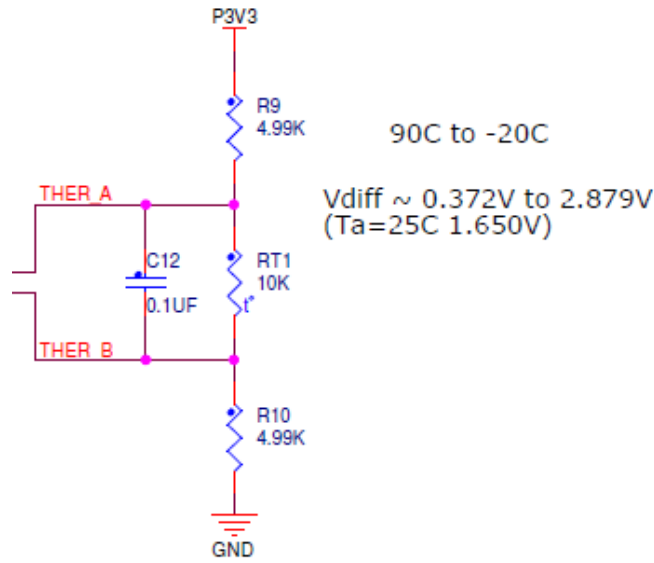 P3V3
R9
4.99K
90C to -20C
THER_A
Vdiff ~ 0.372V to 2.879V
(Ta=25C 1.650V)
C12
0.1UF
RT1
10K
t°
THER_B
R10
4.99K
GND